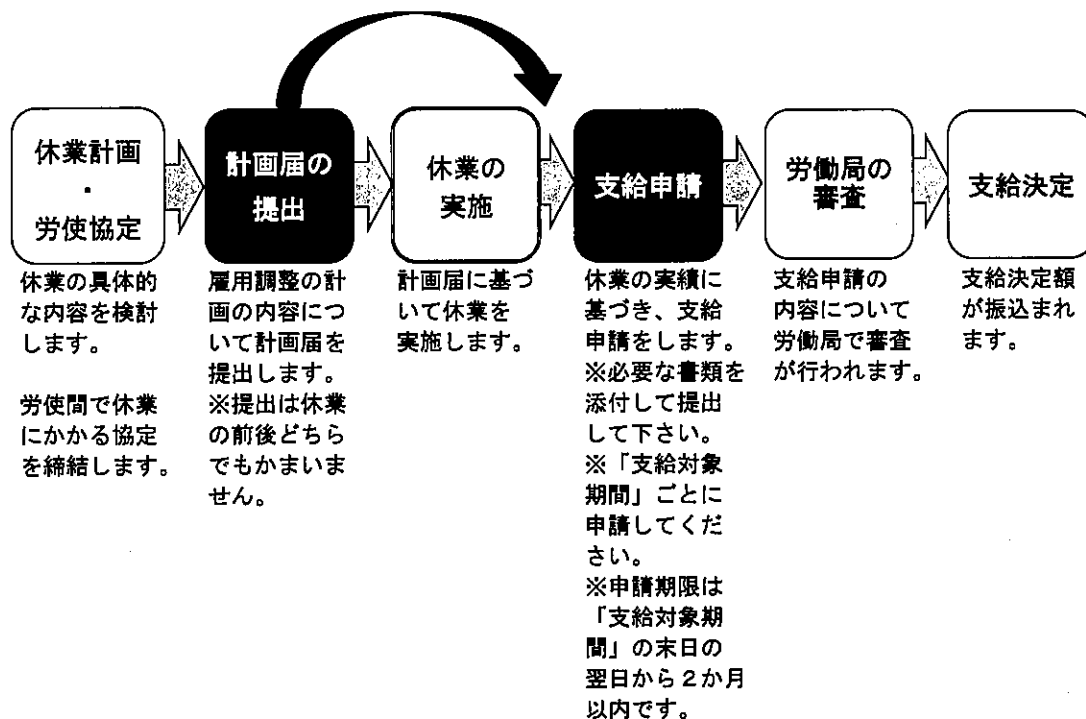 休業計画
・
労使協定
休業の具体的
な内容を検討
します。
労使間で休業
にかかる協定
を締結します。
計画届の
提出
雇用調整の計
画の内容につ
いて計画届を
提出します。
※提出は休業
の前後どちら
でもかまいま
せん。
休業の
実施
計画届に基づ
いて休業を
実施します。
支給申請
休業の実績に
基づき、支給
申請をします。
※必要な書類を
添付して提出
して下さい。
※「支給対象
期間」ごとに
申請してくだ
さい。
※申請期限は
「支給対象期
間」の末日の
翌日から２か月
以内です。
労働局の
審査
支給申請の
内容について
労働局で審査
が行われます。
支給決定
支給決定額
が振込まれ
ます。